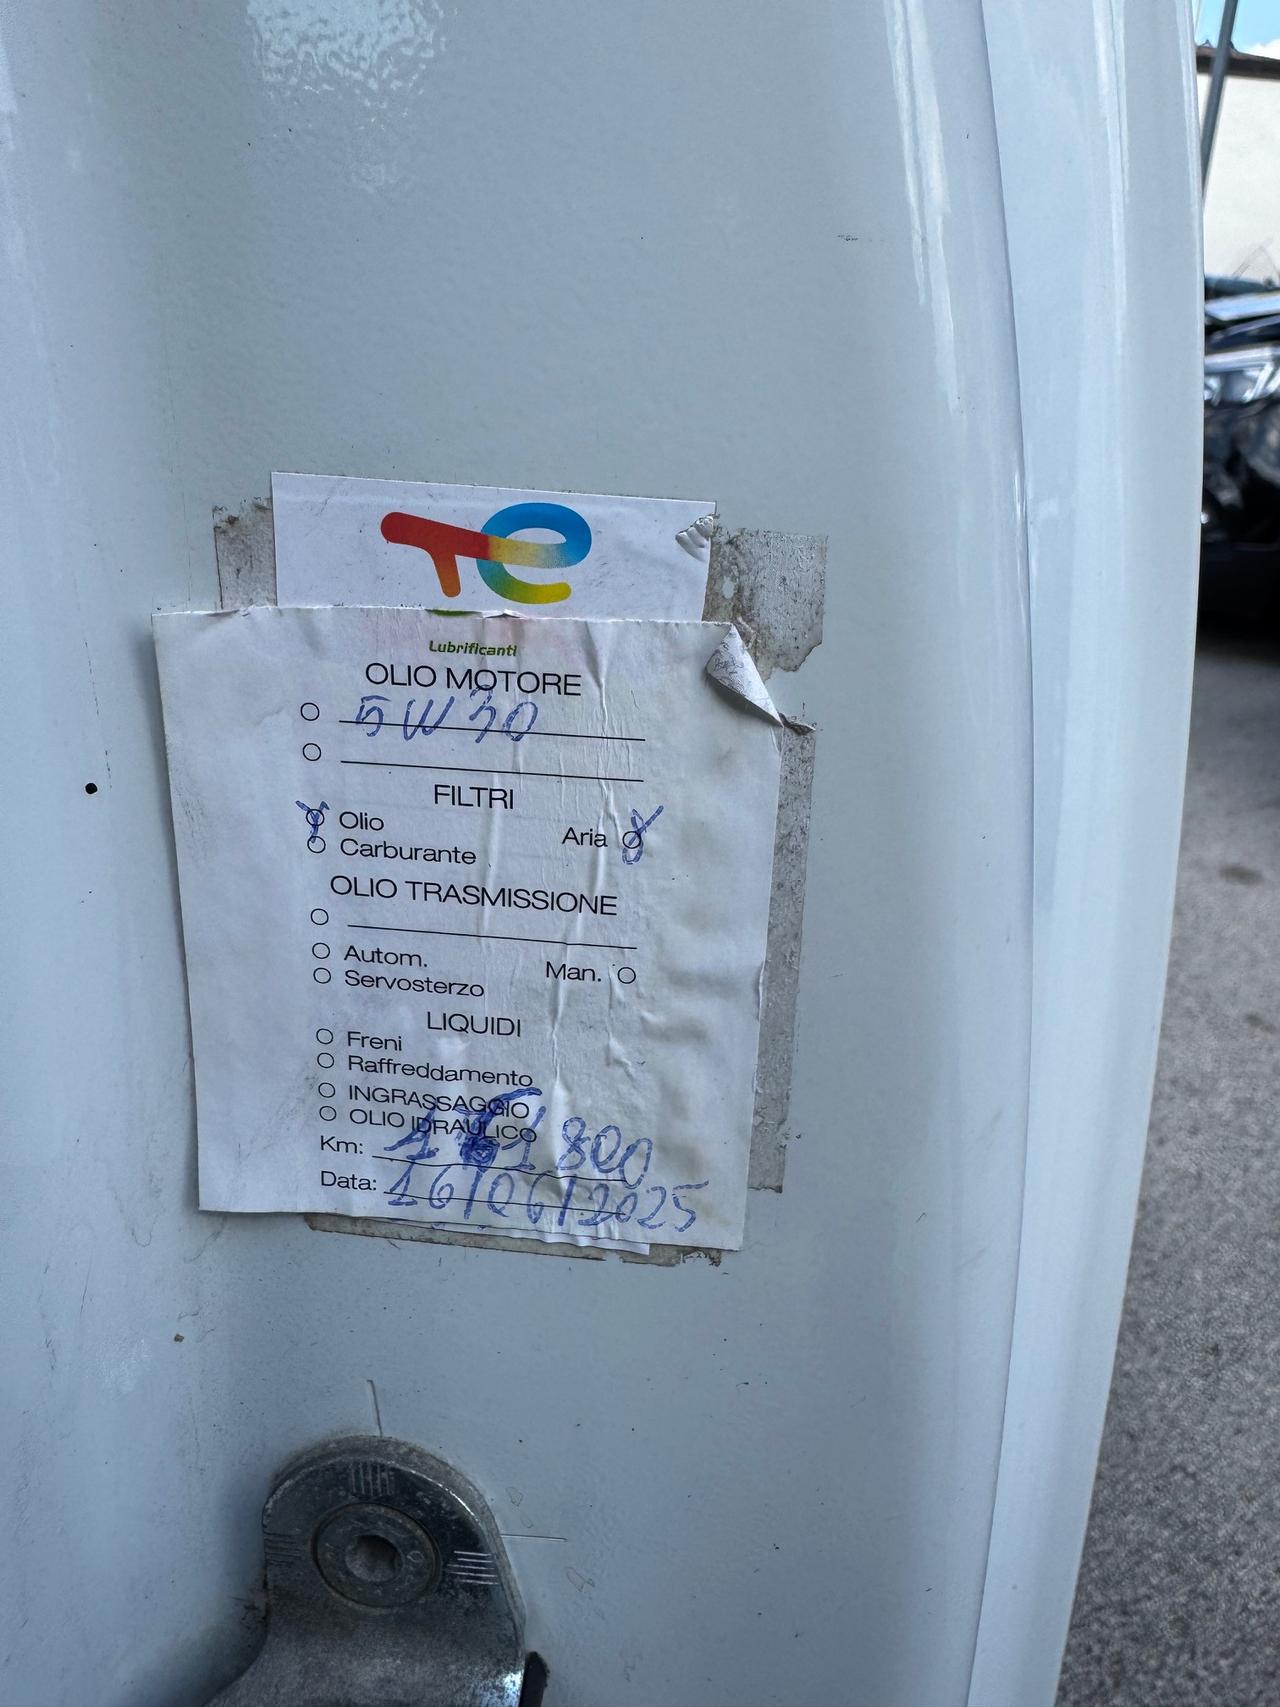 Lubrificanti
OLIO MOTORE
5W30
FILTRI
Olio Aria
Carburante
OLIO TRASMISSIONE
Autom. Man.
Servosterzo
LIQUIDI
Freni
Raffreddamento
INGRASSAGGIO
OLIO IDRAULICO
Km:
Data: 16/06/2025